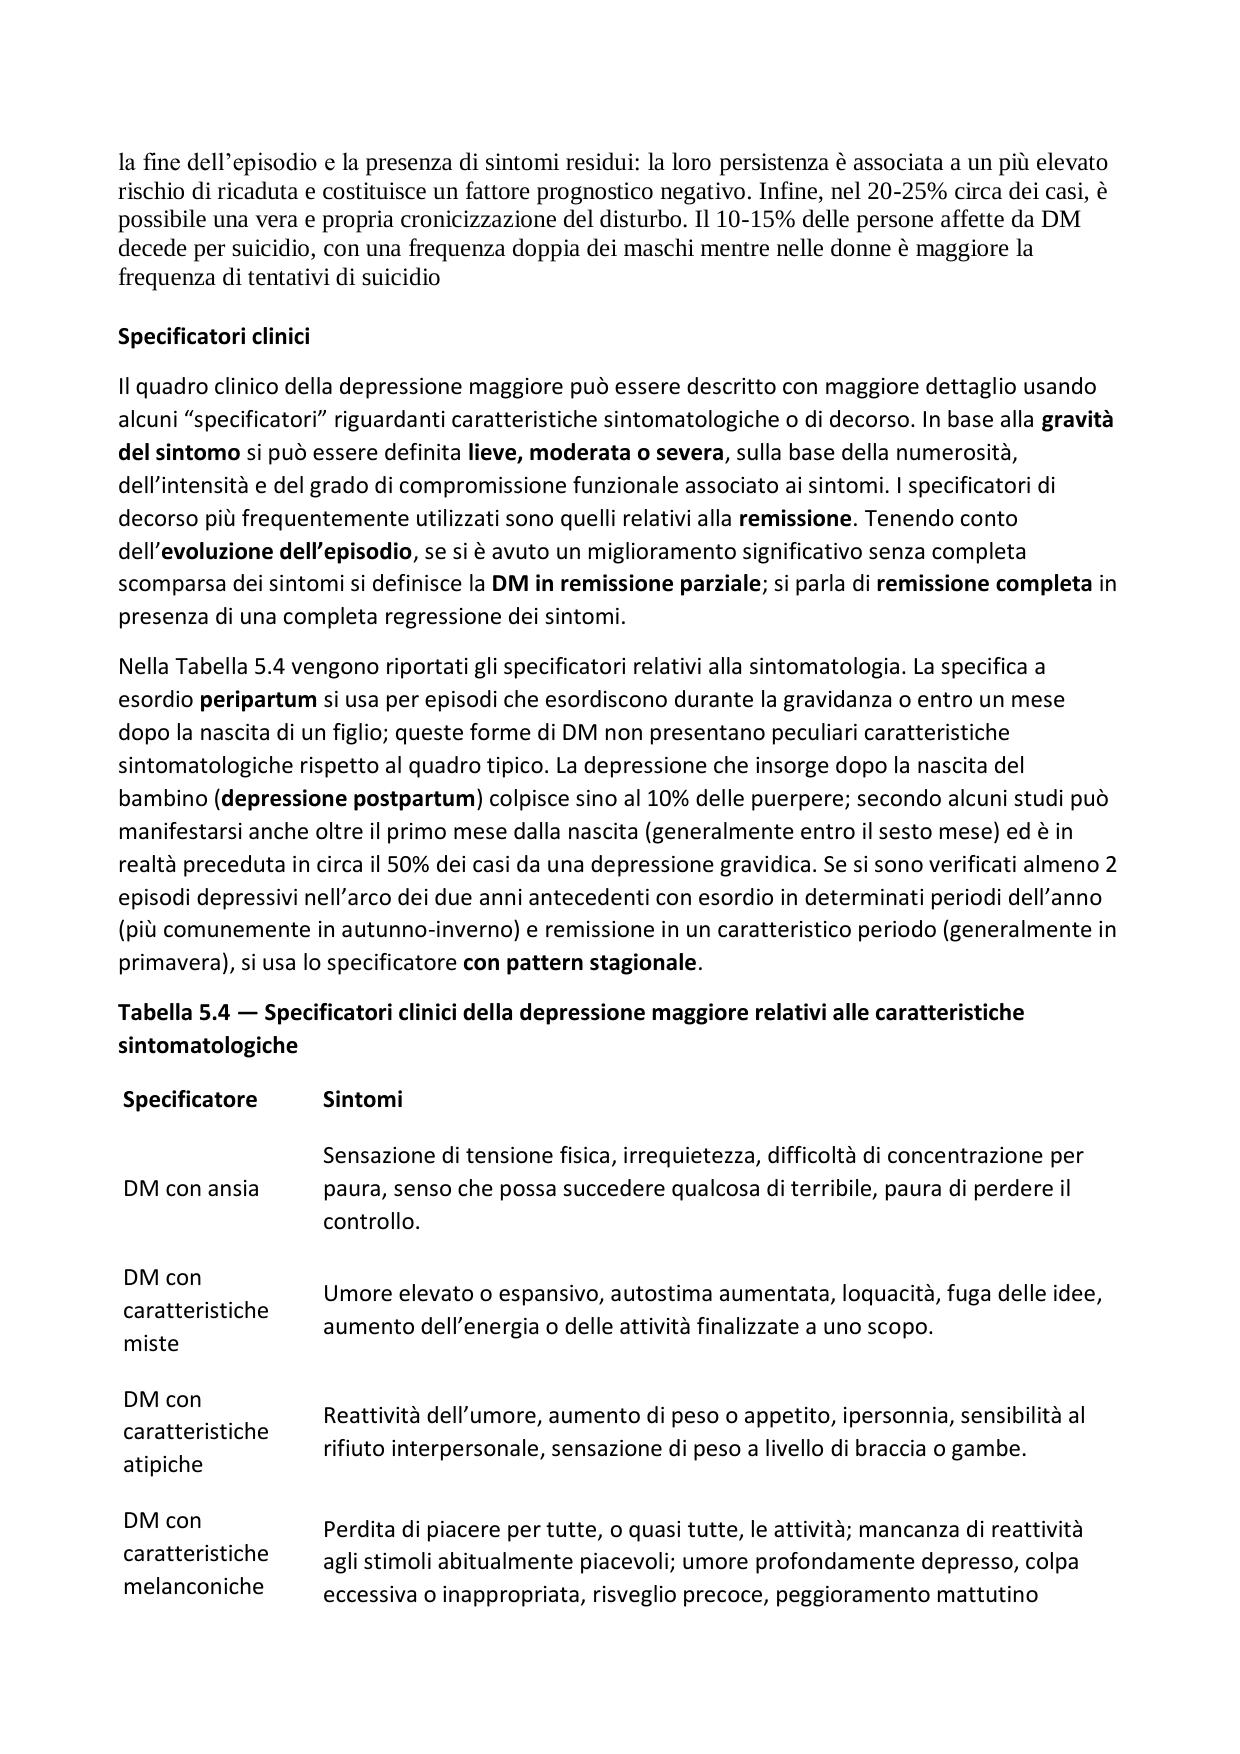 la fine dell’episodio e la presenza di sintomi residui: la loro persistenza è associata a un più elevato
rischio di ricaduta e costituisce un fattore prognostico negativo. Infine, nel 20-25% circa dei casi, è
possibile una vera e propria cronicizzazione del disturbo. Il 10-15% delle persone affette da DM
decede per suicidio, con una frequenza doppia dei maschi mentre nelle donne è maggiore la
frequenza di tentativi di suicidio
Specificatori clinici
Il quadro clinico della depressione maggiore può essere descritto con maggiore dettaglio usando
alcuni “specificatori” riguardanti caratteristiche sintomatologiche o di decorso. In base alla gravità
del sintomo si può essere definita lieve, moderata o severa, sulla base della numerosità,
dell’intensità e del grado di compromissione funzionale associato ai sintomi. I specificatori di
decorso più frequentemente utilizzati sono quelli relativi alla remissione. Tenendo conto
dell’evoluzione dell’episodio, se si è avuto un miglioramento significativo senza completa
scomparsa dei sintomi si definisce la DM in remissione parziale; si parla di remissione completa in
presenza di una completa regressione dei sintomi.
Nella Tabella 5.4 vengono riportati gli specificatori relativi alla sintomatologia. La specifica a
esordio peripartum si usa per episodi che esordiscono durante la gravidanza o entro un mese
dopo la nascita di un figlio; queste forme di DM non presentano peculiari caratteristiche
sintomatologiche rispetto al quadro tipico. La depressione che insorge dopo la nascita del
bambino (depressione postpartum) colpisce sino al 10% delle puerpere; secondo alcuni studi può
manifestarsi anche oltre il primo mese dalla nascita (generalmente entro il sesto mese) ed è in
realtà preceduta in circa il 50% dei casi da una depressione gravidica. Se si sono verificati almeno 2
episodi depressivi nell’arco dei due anni antecedenti con esordio in determinati periodi dell’anno
(più comunemente in autunno-inverno) e remissione in un caratteristico periodo (generalmente in
primavera), si usa lo specificatore con pattern stagionale.
Tabella 5.4 — Specificatori clinici della depressione maggiore relativi alle caratteristiche
sintomatologiche
Specificatore Sintomi
DM con ansia
Sensazione di tensione fisica, irrequietezza, difficoltà di concentrazione per
paura, senso che possa succedere qualcosa di terribile, paura di perdere il
controllo.
DM con
caratteristiche
miste
Umore elevato o espansivo, autostima aumentata, loquacità, fuga delle idee,
aumento dell’energia o delle attività finalizzate a uno scopo.
DM con
caratteristiche
atipiche
Reattività dell’umore, aumento di peso o appetito, ipersonnia, sensibilità al
rifiuto interpersonale, sensazione di peso a livello di braccia o gambe.
DM con
caratteristiche
melanconiche
Perdita di piacere per tutte, o quasi tutte, le attività; mancanza di reattività
agli stimoli abitualmente piacevoli; umore profondamente depresso, colpa
eccessiva o inappropriata, risveglio precoce, peggioramento mattutino